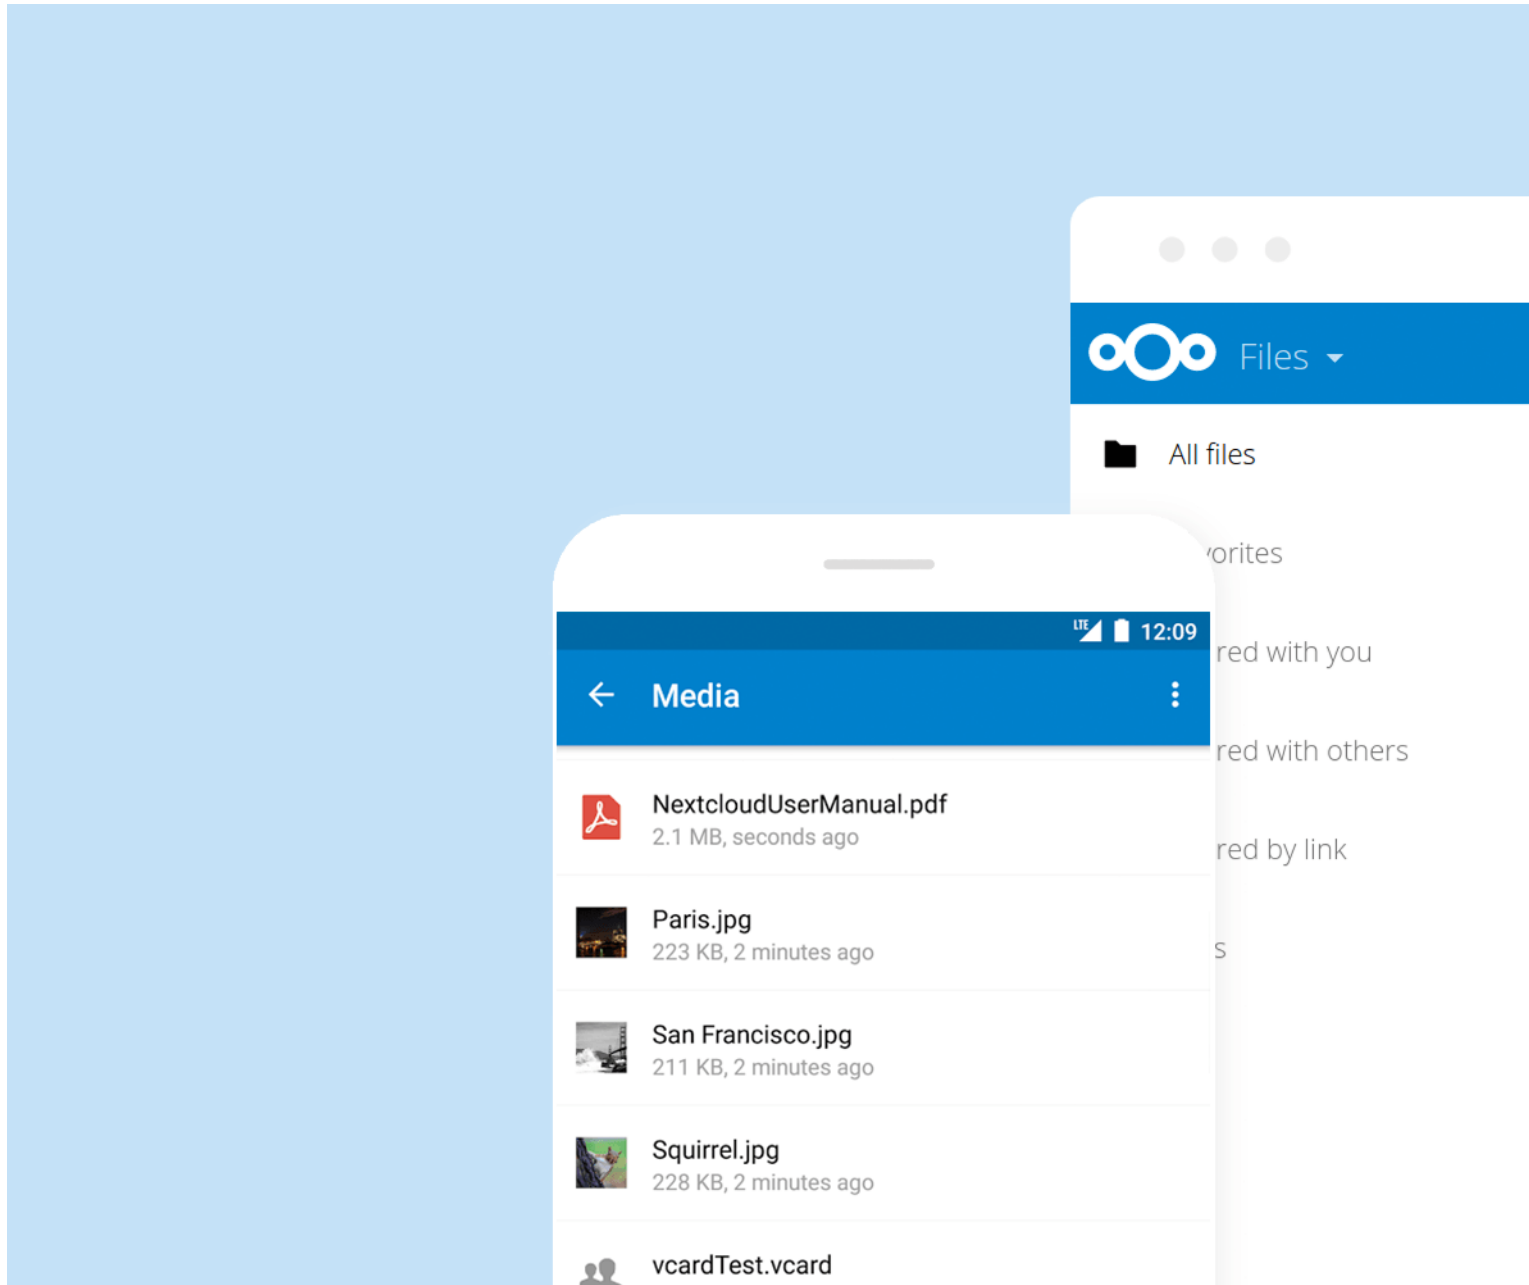 Files
All files
vorites
red with you
red with others
red by link
s
LTE 12:09
Media
NextcloudUserManual.pdf
2.1 MB, seconds ago
Paris.jpg
223 KB, 2 minutes ago
San Francisco.jpg
211 KB, 2 minutes ago
Squirrel.jpg
228 KB, 2 minutes ago
vcardTest.vcard